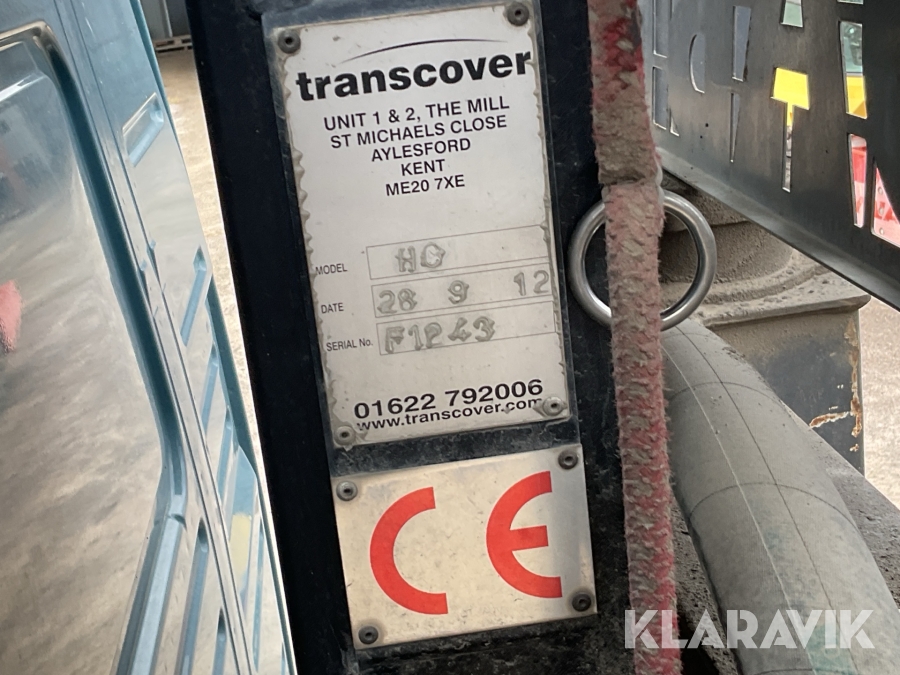 transcover
UNIT 1 & 2, THE MILL
ST MICHAELS CLOSE
AYLESFORD
KENT
ME20 7XE
MODEL HG
DATE 28 9 12
SERIAL No. F1243
01622 792006
www.transcover.com
CE
KLARAVIK